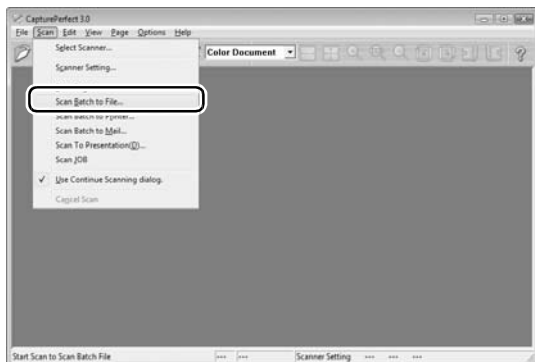 CapturePerfect 3.0
File Scan Edit View Page Options Help
Color Document
Select Scanner...
Scanner Setting...
Scan Batch to File...
Scan Batch to Printer...
Scan Batch to Mail...
Scan To Presentation(D)...
Scan JOB
✓ Use Continue Scanning dialog.
Cancel Scan
Start Scan to Scan Batch File --- --- Scanner Setting --- --- ---